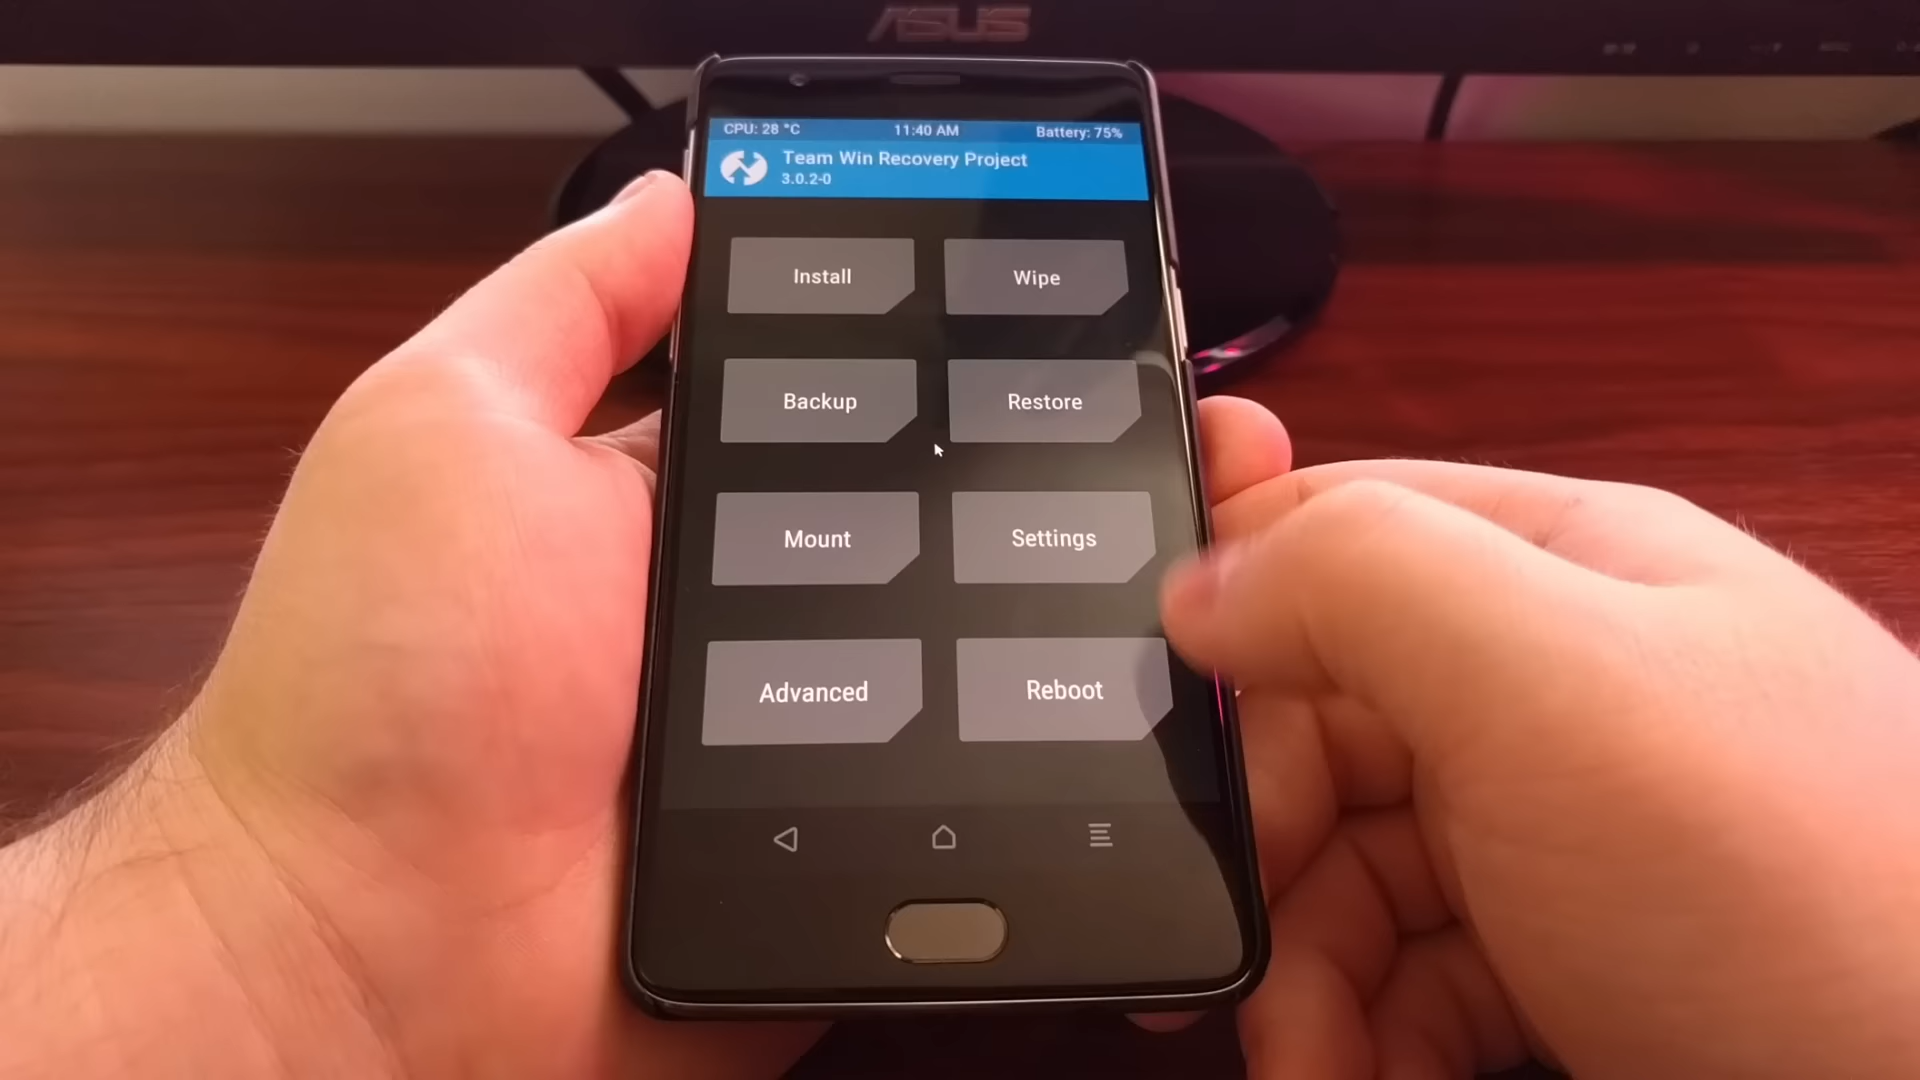 ASUS
CPU: 28 °C 11:40 AM Battery: 75%
Team Win Recovery Project
3.0.2-0
Install Wipe
Backup Restore
Mount Settings
Advanced Reboot